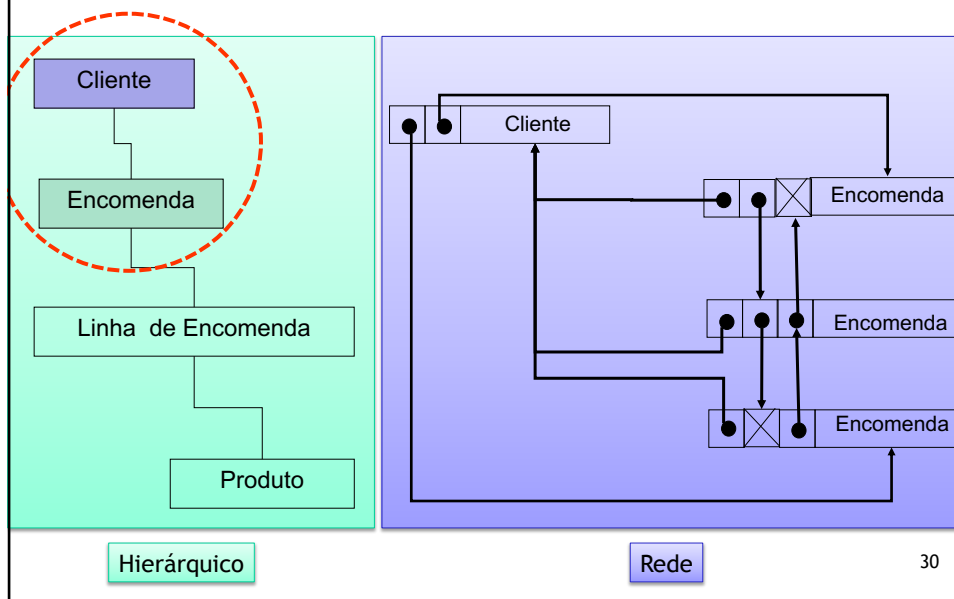 Cliente
Encomenda
Linha de Encomenda
Produto
Hierárquico
Cliente
Encomenda
Encomenda
Encomenda
Rede
30